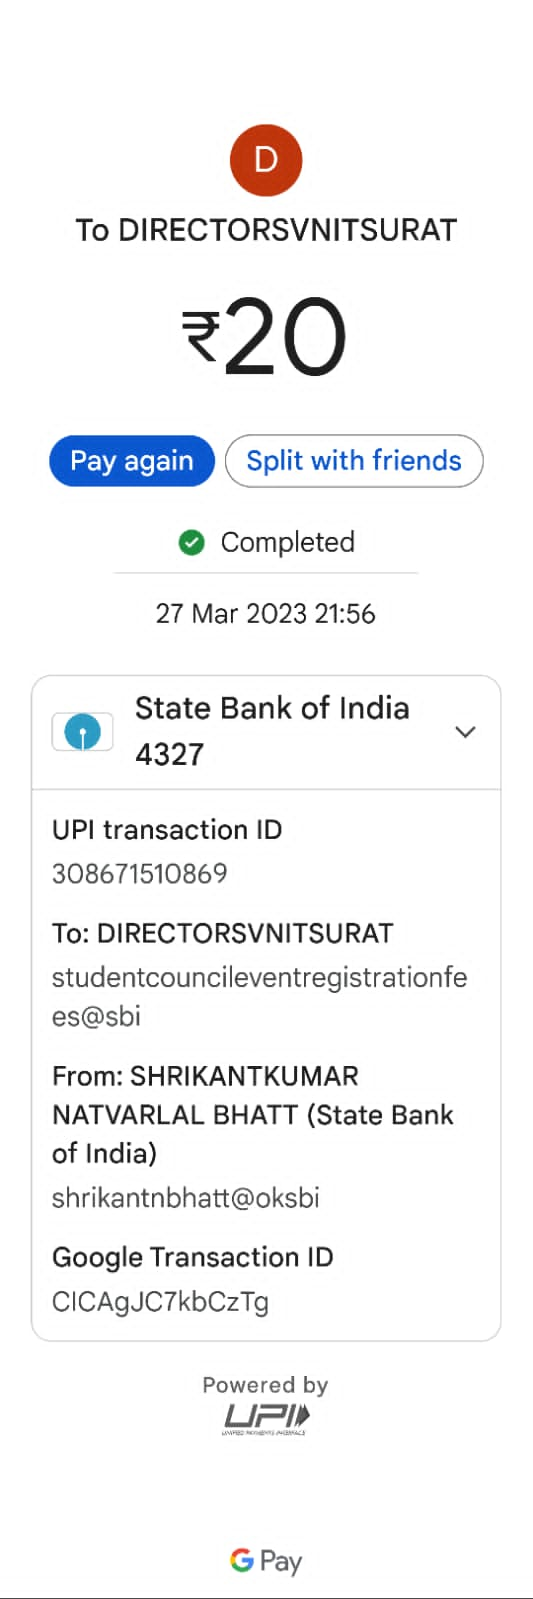 D
To DIRECTORSVNITSURAT
₹20
Pay again
Split with friends
Completed
27 Mar 2023 21:56
State Bank of India
4327
UPI transaction ID
308671510869
To: DIRECTORSVNITSURAT
studentcouncileventregistrationfe
es@sbi
From: SHRIKANTKUMAR
NATVARLAL BHATT (State Bank
of India)
shrikantnbhatt@oksbi
Google Transaction ID
CICAgJC7kbCzTg
Powered by
UPI
UNIFIED PAYMENTS INTERFACE
G Pay